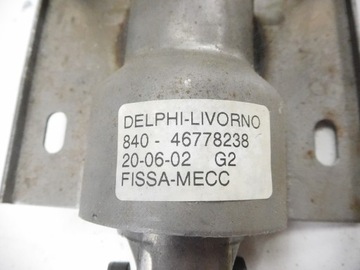 DELPHI-LIVORNO
840 - 46778238
20-06-02 G2
FISSA-MECC